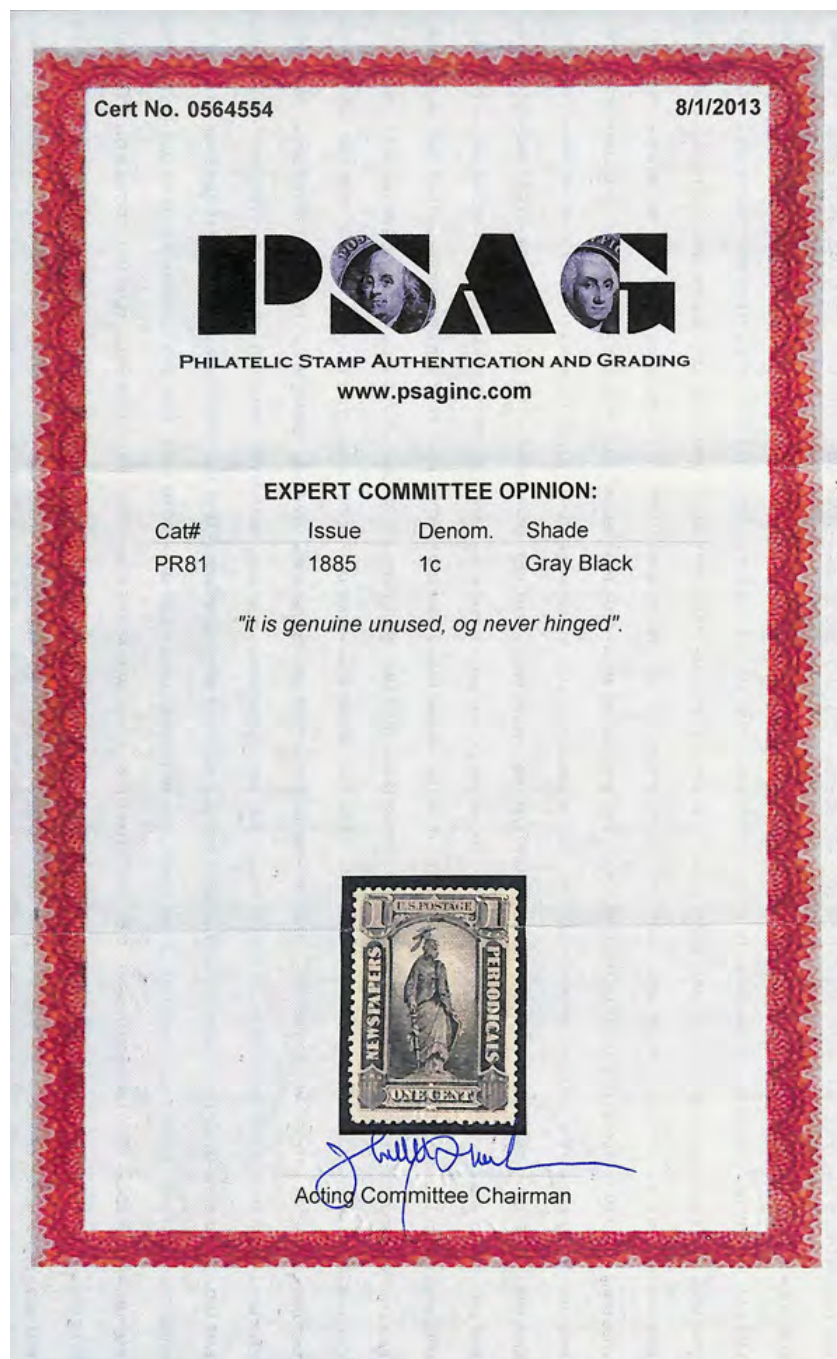 Cert No. 0564554 8/1/2013
PSAG
PHILATELIC STAMP AUTHENTICATION AND GRADING
www.psaginc.com
EXPERT COMMITTEE OPINION:
Cat# Issue Denom. Shade
PR81 1885 1c Gray Black
"it is genuine unused, og never hinged".
1 U.S.POSTAGE 1
NEWSPAPERS
PERIODICALS
ONE CENT
Acting Committee Chairman